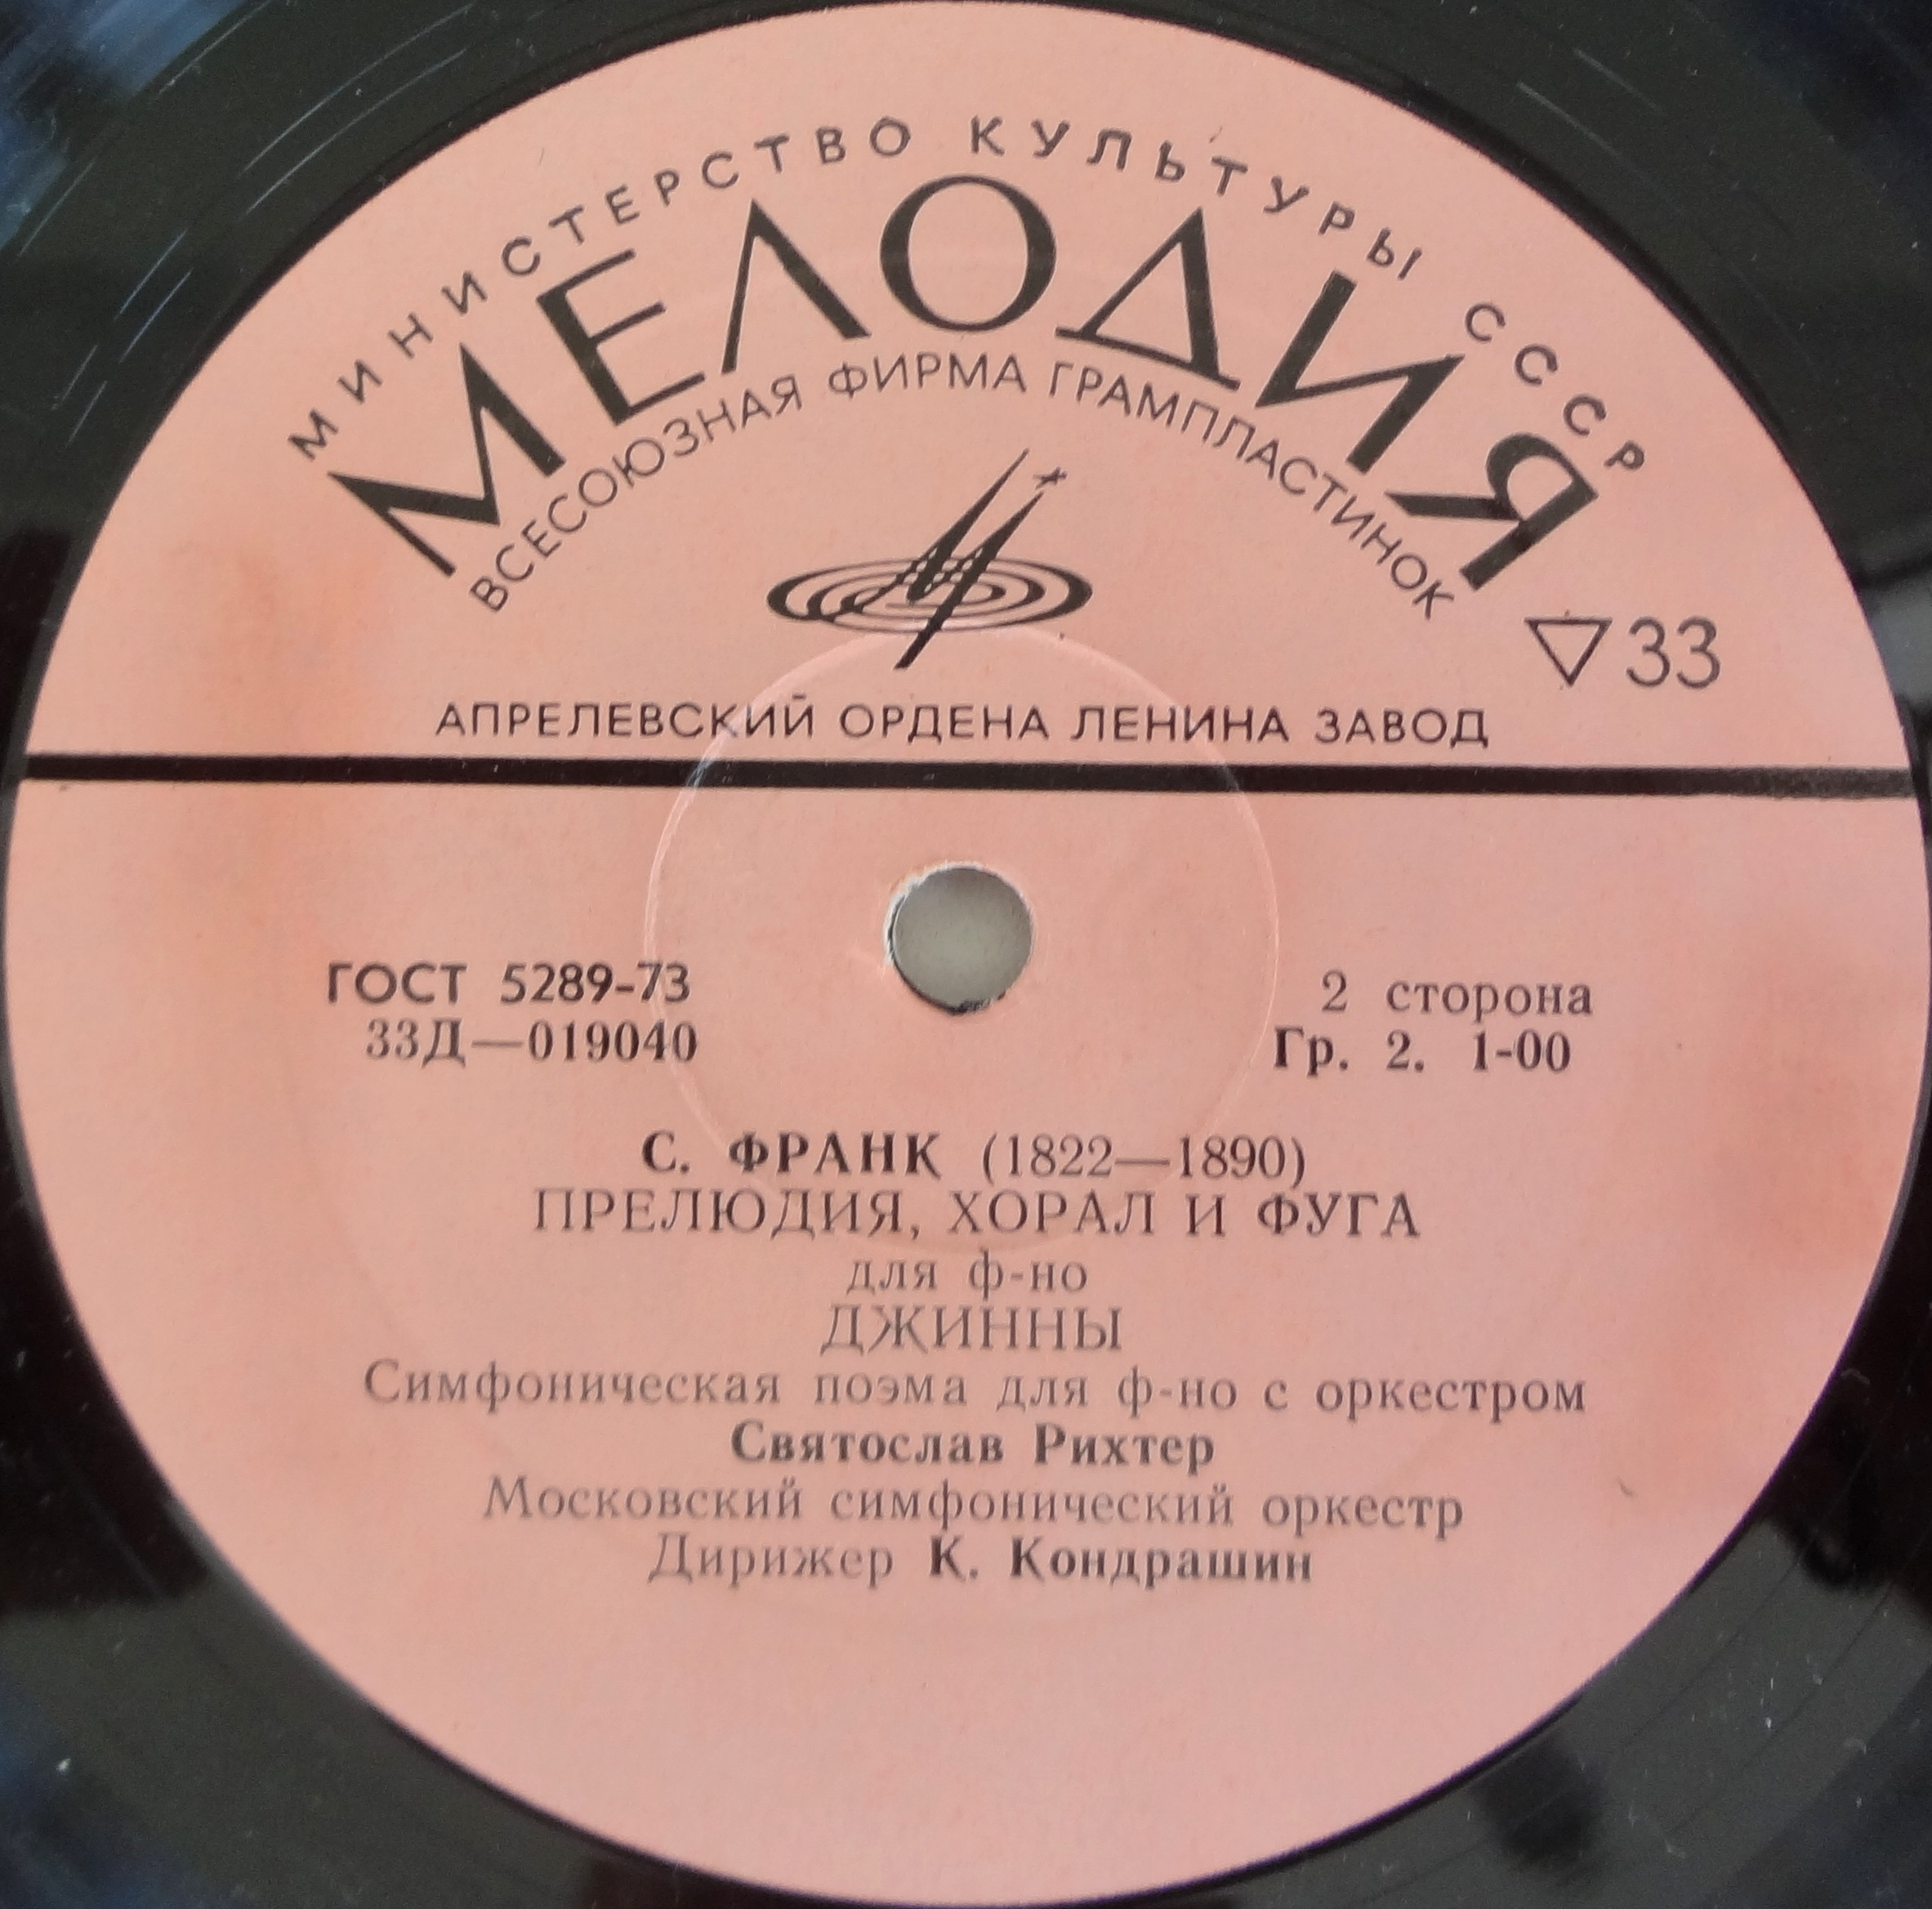 МИНИСТЕРСТВО КУЛЬТУРЫ СССР
МЕЛОДИЯ
ВСЕСОЮЗНАЯ ФИРМА ГРАМПЛАСТИНОК
▽33
АПРЕЛЕВСКИЙ ОРДЕНА ЛЕНИНА ЗАВОД
ГОСТ 5289-73
33Д—019040
2 сторона
Гр. 2. 1-00
С. ФРАНК (1822—1890)
ПРЕЛЮДИЯ, ХОРАЛ И ФУГА
для ф-но
ДЖИННЫ
Симфоническая поэма для ф-но с оркестром
Святослав Рихтер
Московский симфонический оркестр
Дирижер К. Кондрашин